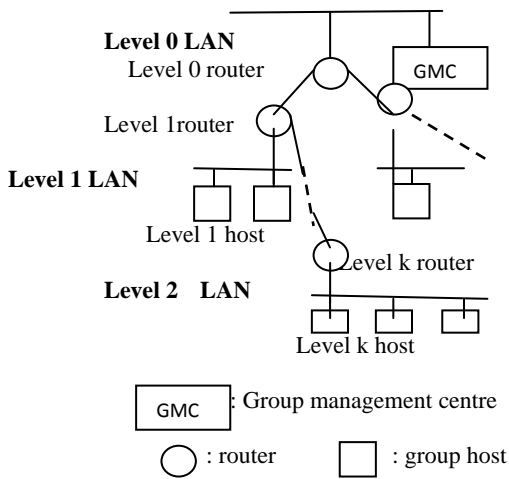 Level 0 LAN
Level 0 router
GMC
Level 1router
Level 1 LAN
Level 1 host
Level k router
Level 2 LAN
Level k host
GMC : Group management centre
: router : group host